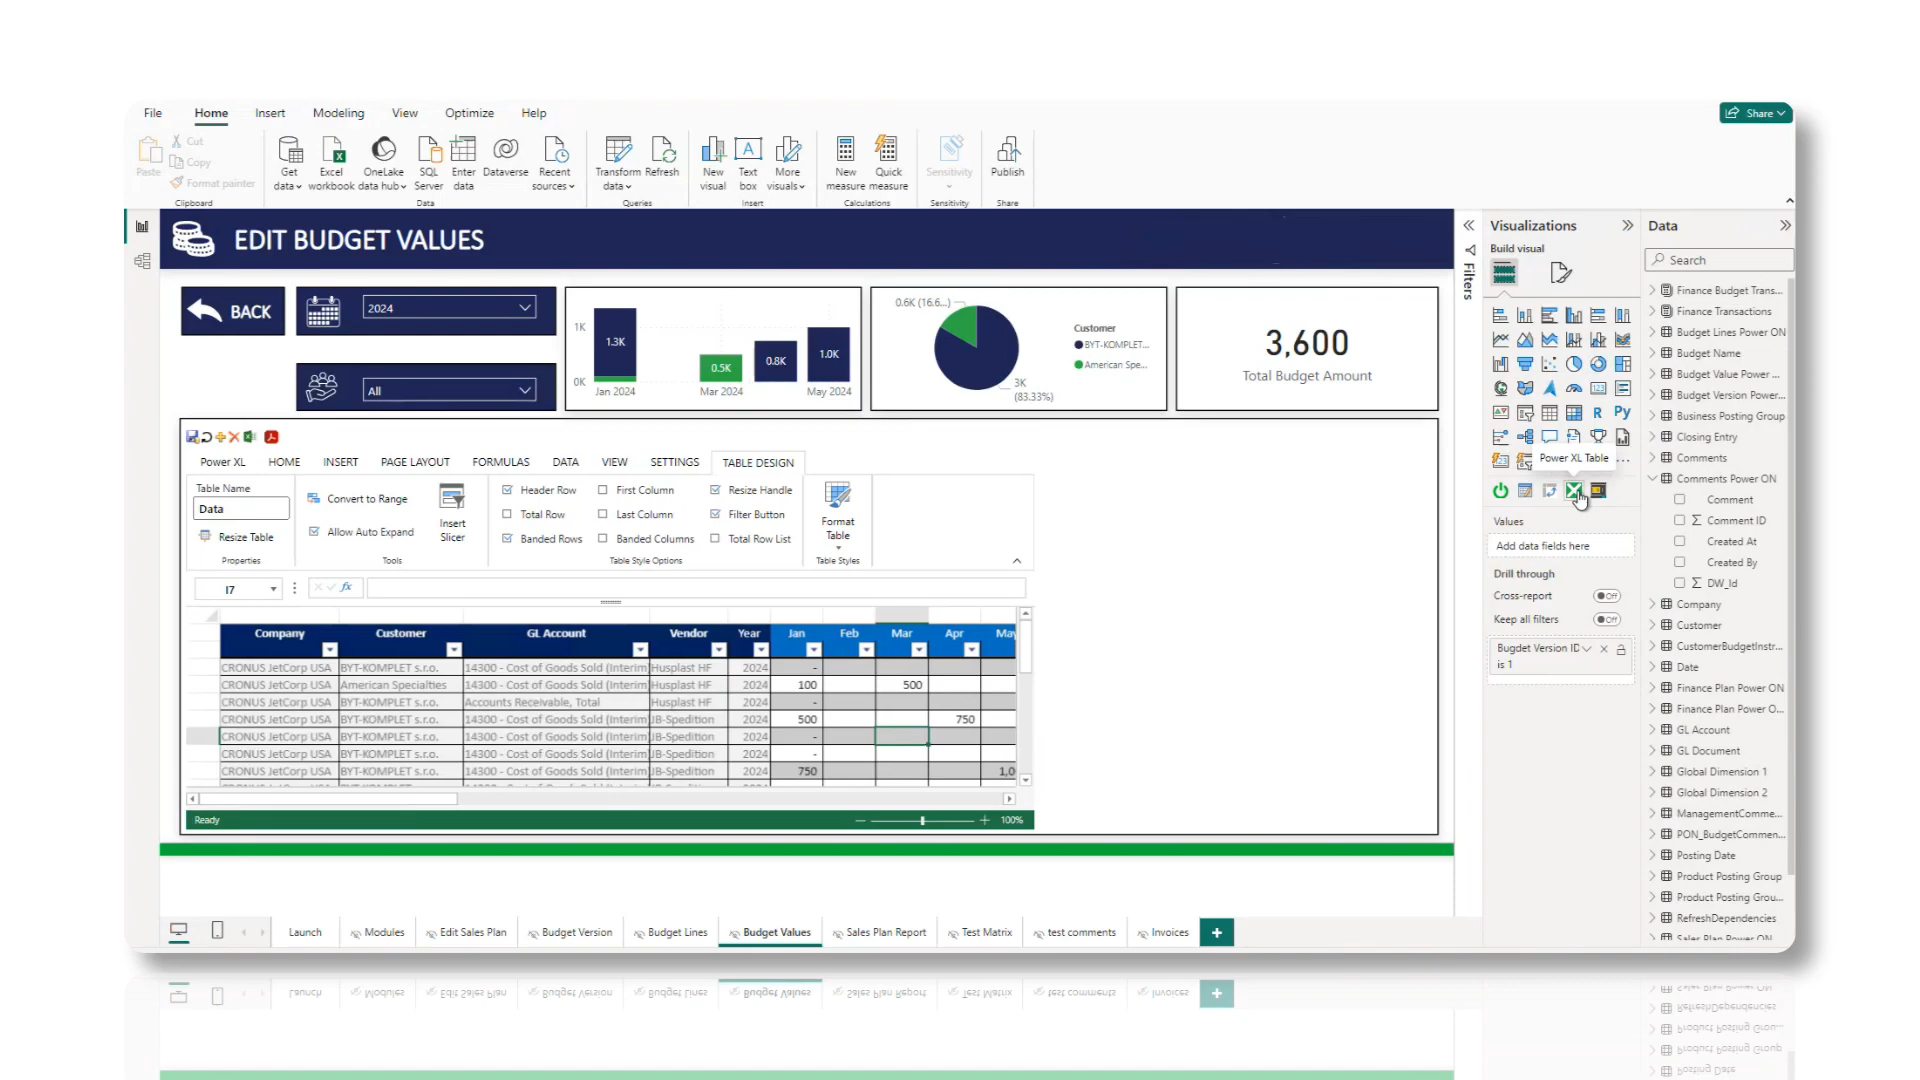 File Home Insert Modeling View Optimize Help Share
Paste Cut Copy Format painter
Clipboard
Get data Excel workbook OneLake data hub SQL Server Enter data Dataverse Recent sources
Data
Transform data Refresh
Queries
New visual Text box More visuals
Insert
New measure Quick measure
Calculations
Sensitivity
Sensitivity
Publish
Share
EDIT BUDGET VALUES
BACK
2024
All
1K
0K
1.3K
0.5K
0.8K
1.0K
Jan 2024 Mar 2024 May 2024
0.6K (16.6...)
3K
(83.33%)
Customer
BYT-KOMPLET...
American Spe...
3,600
Total Budget Amount
Power XL HOME INSERT PAGE LAYOUT FORMULAS DATA VIEW SETTINGS TABLE DESIGN
Table Name
Data
Resize Table
Properties
Convert to Range
Allow Auto Expand
Insert Slicer
Tools
Header Row First Column Resize Handle
Total Row Last Column Filter Button
Banded Rows Banded Columns Total Row List
Table Style Options
Format Table
Table Styles
I7 fx
Company Customer GL Account Vendor Year Jan Feb Mar Apr May
CRONUS JetCorp USA BYT-KOMPLET s.r.o. 14300 - Cost of Goods Sold (Interim) Husplast HF 2024 -
CRONUS JetCorp USA American Specialties 14300 - Cost of Goods Sold (Interim) Husplast HF 2024 100 500
CRONUS JetCorp USA BYT-KOMPLET s.r.o. Accounts Receivable, Total Husplast HF 2024 -
CRONUS JetCorp USA BYT-KOMPLET s.r.o. 14300 - Cost of Goods Sold (Interim) JB-Spedition 2024 500 750
CRONUS JetCorp USA BYT-KOMPLET s.r.o. 14300 - Cost of Goods Sold (Interim) JB-Spedition 2024 -
CRONUS JetCorp USA BYT-KOMPLET s.r.o. 14300 - Cost of Goods Sold (Interim) JB-Spedition 2024 -
CRONUS JetCorp USA BYT-KOMPLET s.r.o. 14300 - Cost of Goods Sold (Interim) JB-Spedition 2024 750 1,0
Ready 100%
Filters
Visualizations
Build visual
R Py
Power XL Table
Values
Add data fields here
Drill through
Cross-report Off
Keep all filters Off
Bugdet Version ID
is 1
Data
Search
Finance Budget Trans...
Finance Transactions
Budget Lines Power ON
Budget Name
Budget Value Power ...
Budget Version Power...
Business Posting Group
Closing Entry
Comments
Comments Power ON
Comment
Comment ID
Created At
Created By
DW_Id
Company
Customer
CustomerBudgetInstr...
Date
Finance Plan Power ON
Finance Plan Power O...
GL Account
GL Document
Global Dimension 1
Global Dimension 2
ManagementComme...
PON_BudgetCommen...
Posting Date
Product Posting Group
Product Posting Grou...
RefreshDependencies
Sales Plan Power ON
Launch Modules Edit Sales Plan Budget Version Budget Lines Budget Values Sales Plan Report Test Matrix test comments Invoices +